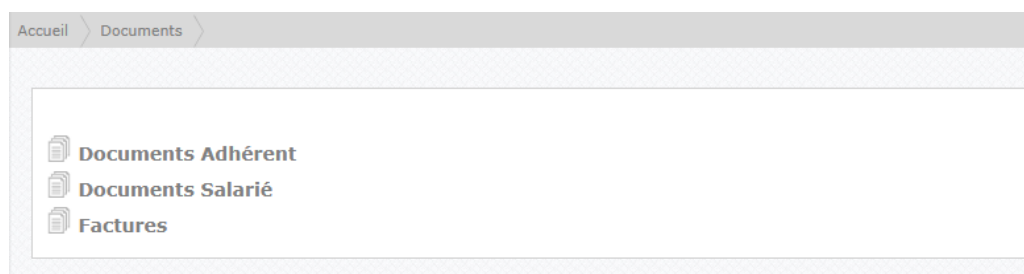 Accueil Documents
Documents Adhérent
Documents Salarié
Factures